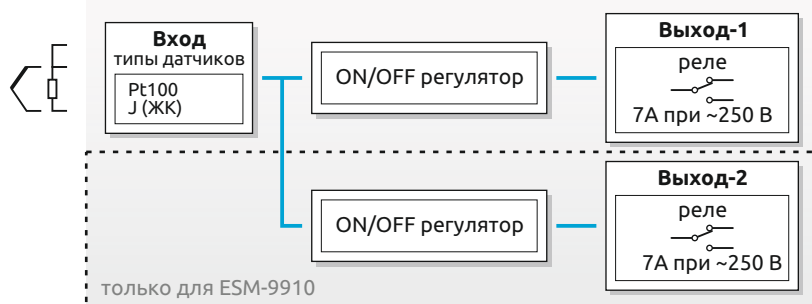 Вход
типы датчиков
Pt100
J (ЖК)
ON/OFF регулятор
Выход-1
реле
7А при ~250 В
ON/OFF регулятор
Выход-2
реле
7А при ~250 В
только для ESM-9910